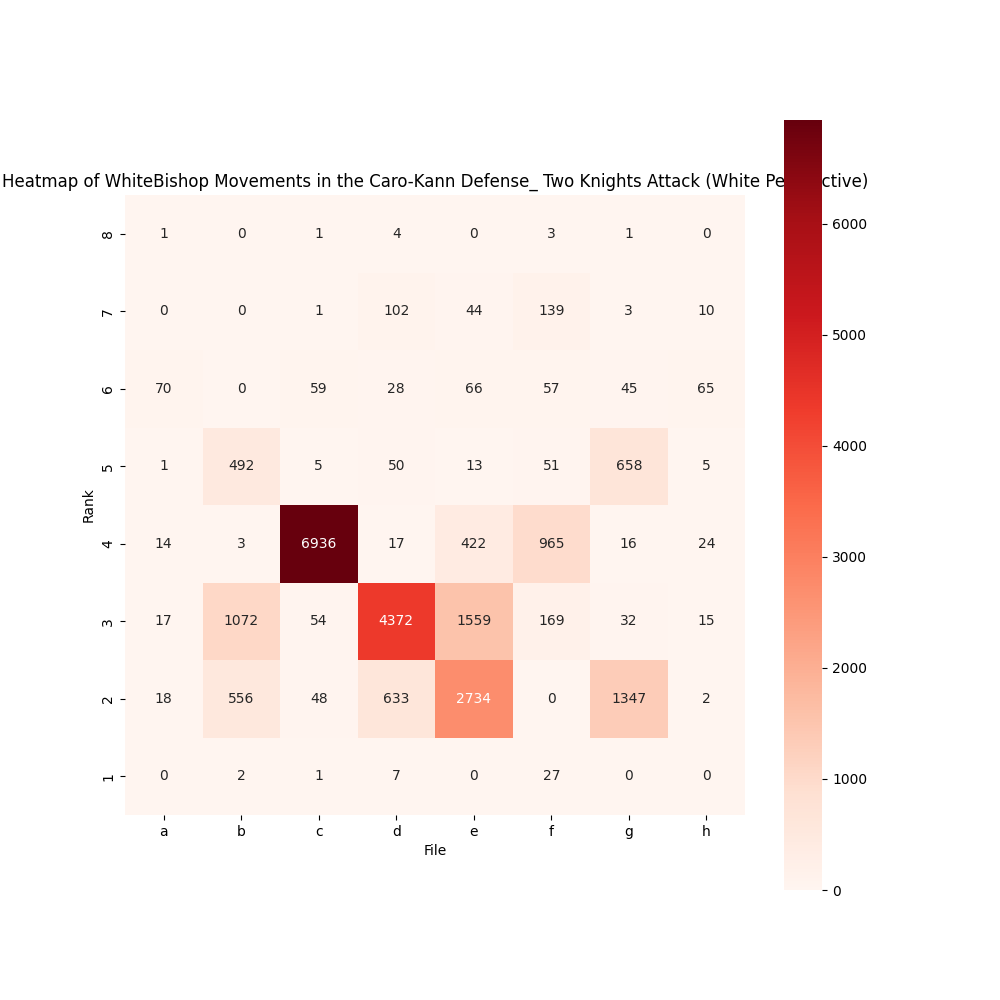 Heatmap of WhiteBishop Movements in the Caro-Kann Defense_ Two Knights Attack (White Pe ctive)
6000
5000
4000
3000
2000
1000
0
Rank
8 1 0 1 4 0 3 1 0
7 0 0 1 102 44 139 3 10
6 70 0 59 28 66 57 45 65
5 1 492 5 50 13 51 658 5
4 14 3 6936 17 422 965 16 24
3 17 1072 54 4372 1559 169 32 15
2 18 556 48 633 2734 0 1347 2
1 0 2 1 7 0 27 0 0
a b c d e f g h
File